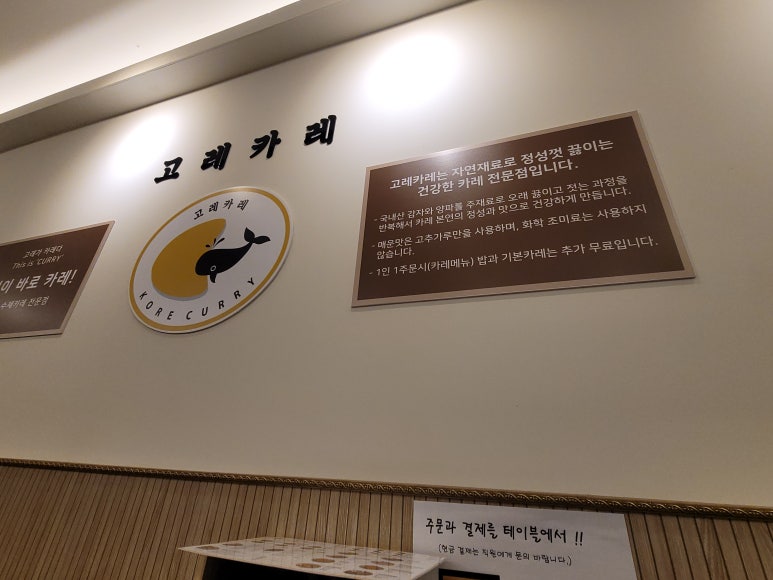 고래카레
고래카레
KORE CURRY
고래가 카레다
This is 'CURRY'
이 바로 카레!
수제카레 전문점
고래카레는 자연재료로 정성껏 끓이는
건강한 카레 전문점입니다.
- 국내산 감자와 양파를 주재료로 오래 끓이고 젓는 과정을
반복해서 카레 본연의 정성과 맛으로 건강하게 만듭니다.
- 매운맛은 고추가루만을 사용하며, 화학 조미료는 사용하지
않습니다.
- 1인 1주문시(카레메뉴) 밥과 기본카레는 추가 무료입니다.
주문과 결제를 테이블에서 !!
(현금 결제는 직원에게 문의 바랍니다.)